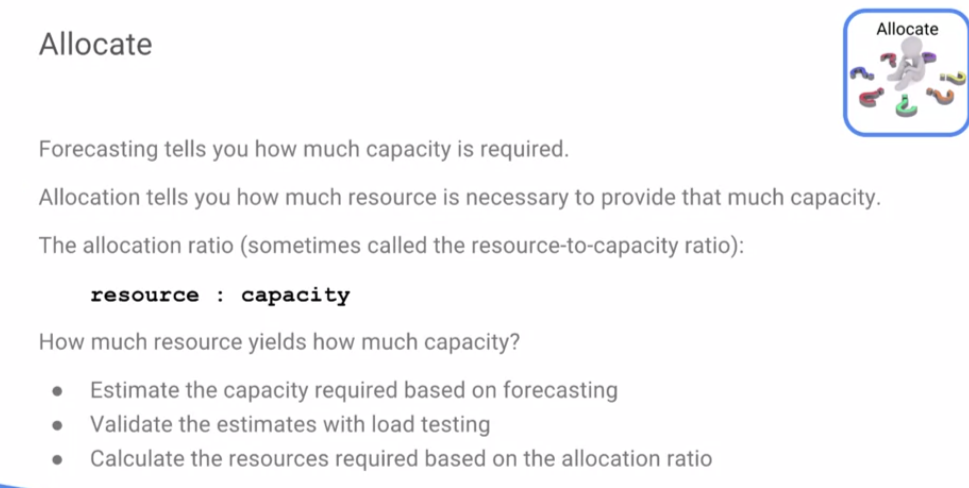 Allocate
Allocate
Forecasting tells you how much capacity is required.
Allocation tells you how much resource is necessary to provide that much capacity.
The allocation ratio (sometimes called the resource-to-capacity ratio):
resource : capacity
How much resource yields how much capacity?
● Estimate the capacity required based on forecasting
● Validate the estimates with load testing
● Calculate the resources required based on the allocation ratio